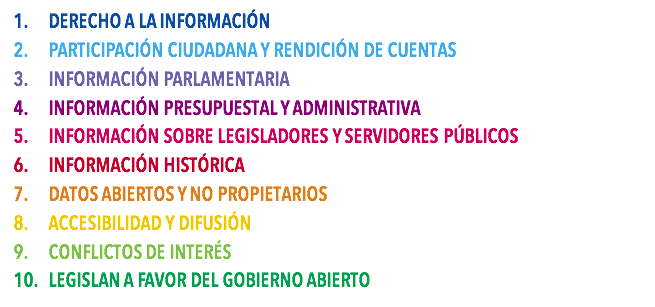 1. DERECHO A LA INFORMACIÓN
2. PARTICIPACIÓN CIUDADANA Y RENDICIÓN DE CUENTAS
3. INFORMACIÓN PARLAMENTARIA
4. INFORMACIÓN PRESUPUESTAL Y ADMINISTRATIVA
5. INFORMACIÓN SOBRE LEGISLADORES Y SERVIDORES PÚBLICOS
6. INFORMACIÓN HISTÓRICA
7. DATOS ABIERTOS Y NO PROPIETARIOS
8. ACCESIBILIDAD Y DIFUSIÓN
9. CONFLICTOS DE INTERÉS
10. LEGISLAN A FAVOR DEL GOBIERNO ABIERTO